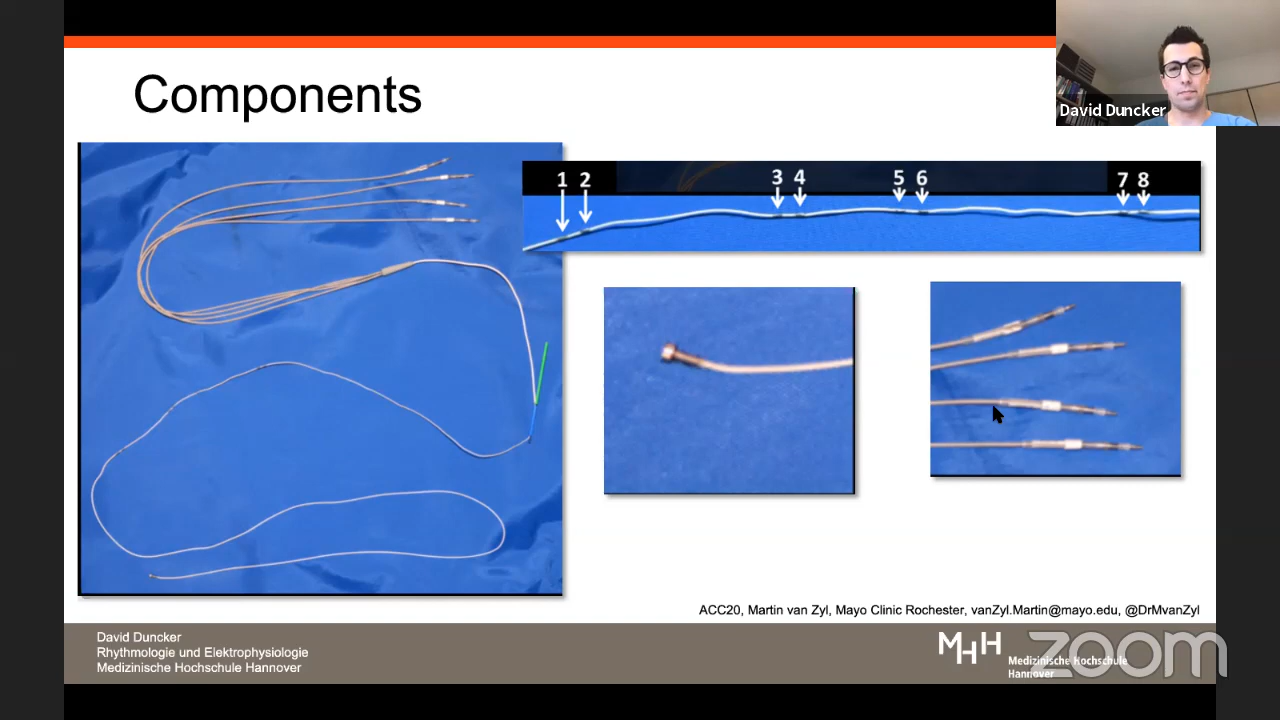 Components
David Duncker
1 2 3 4 5 6 7 8
ACC20, Martin van Zyl, Mayo Clinic Rochester, vanZyl.Martin@mayo.edu, @DrMvanZyl
David Duncker
Rhythmologie und Elektrophysiologie
Medizinische Hochschule Hannover
MHH
Medizinische Hochschule
Hannover
zoom